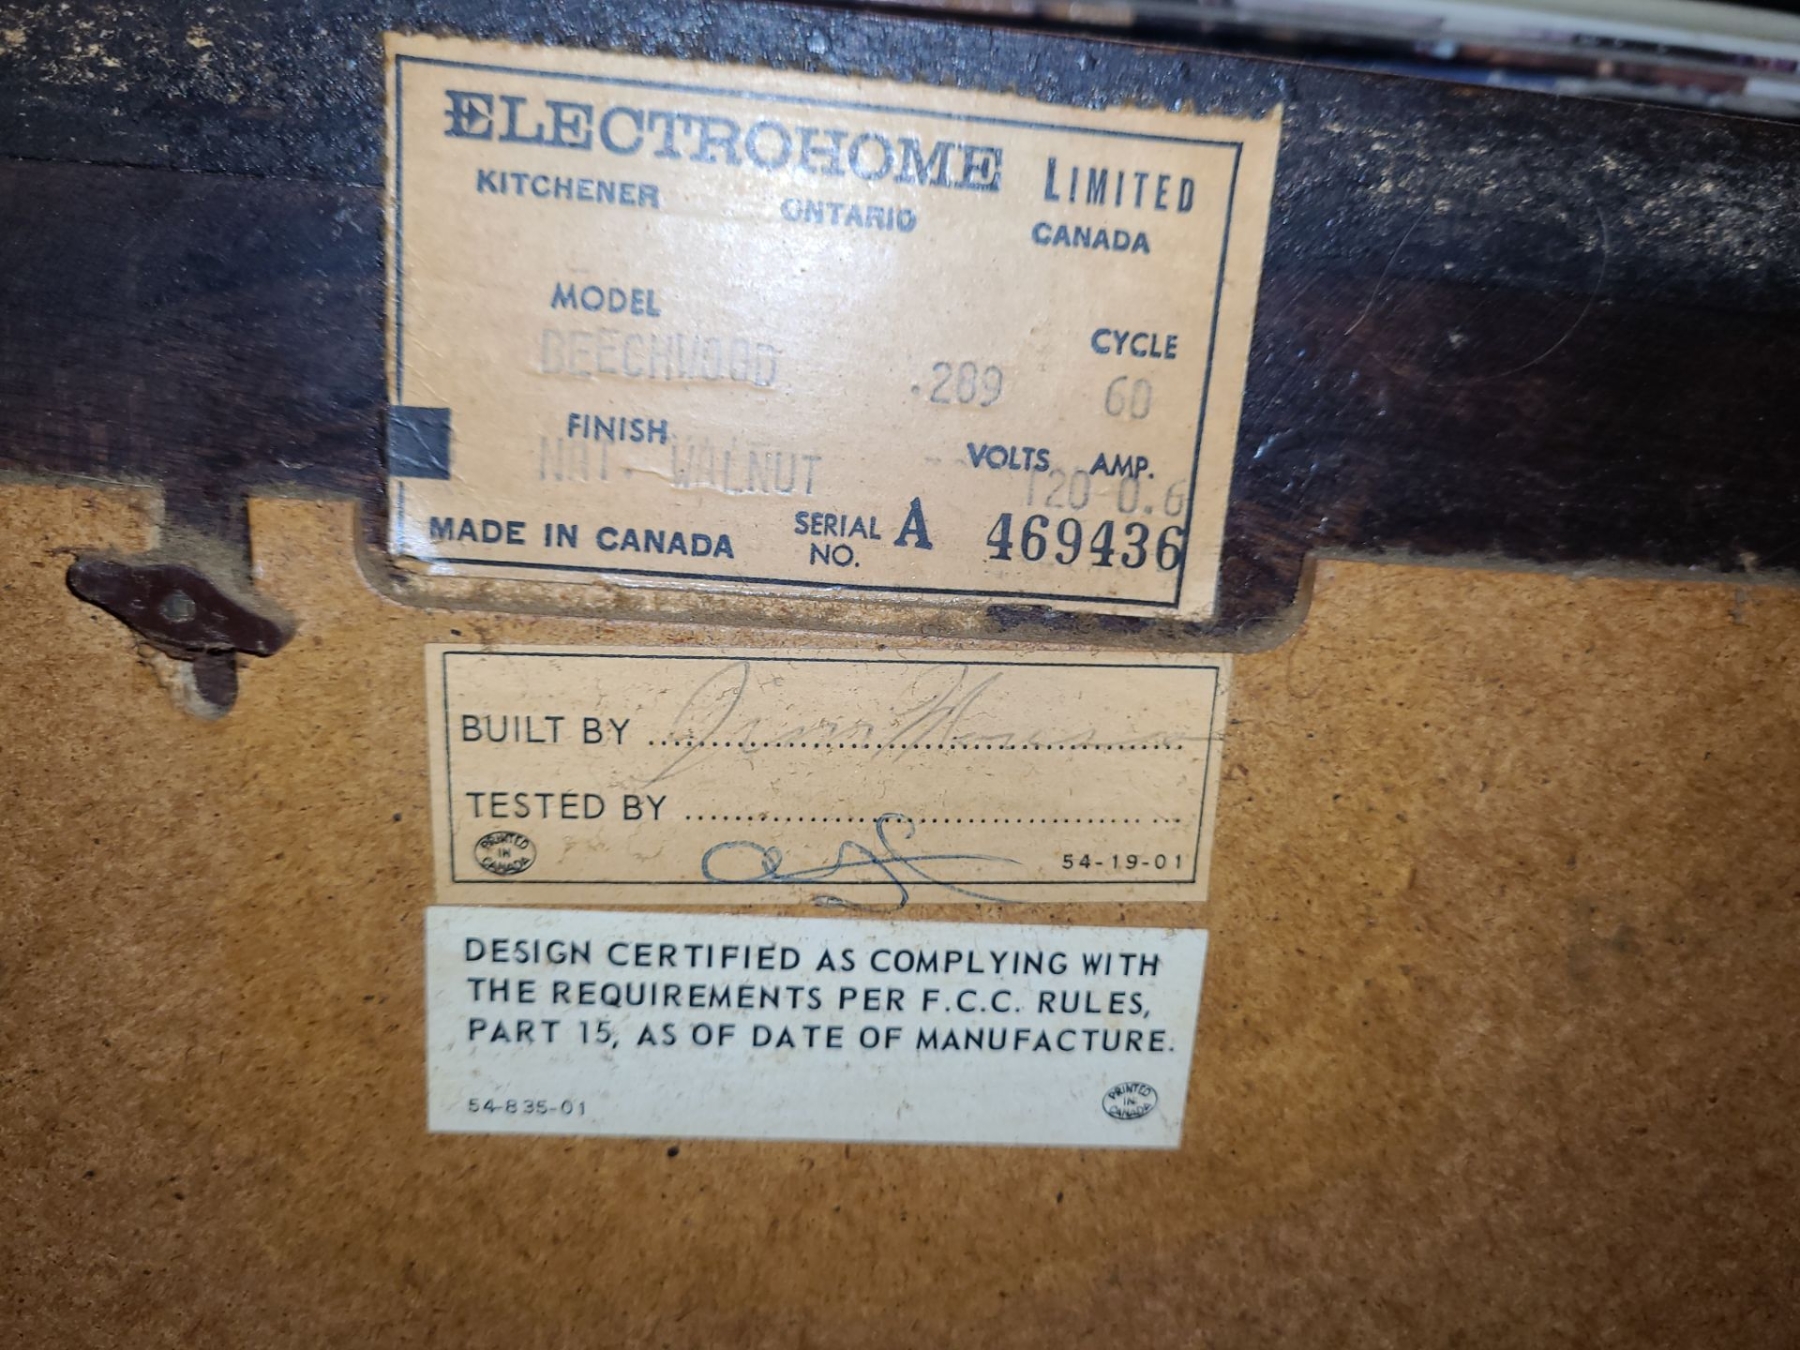 ELECTROHOME LIMITED
KITCHENER ONTARIO CANADA
MODEL
CYCLE
BEECHWOOD .289 60
FINISH
VOLTS AMP.
NAT. WALNUT 120 0.6
MADE IN CANADA SERIAL NO. A 469436
BUILT BY
TESTED BY
PRINTED IN CANADA
54-19-01
DESIGN CERTIFIED AS COMPLYING WITH
THE REQUIREMENTS PER F.C.C. RULES,
PART 15, AS OF DATE OF MANUFACTURE.
54-835-01
PRINTED IN CANADA